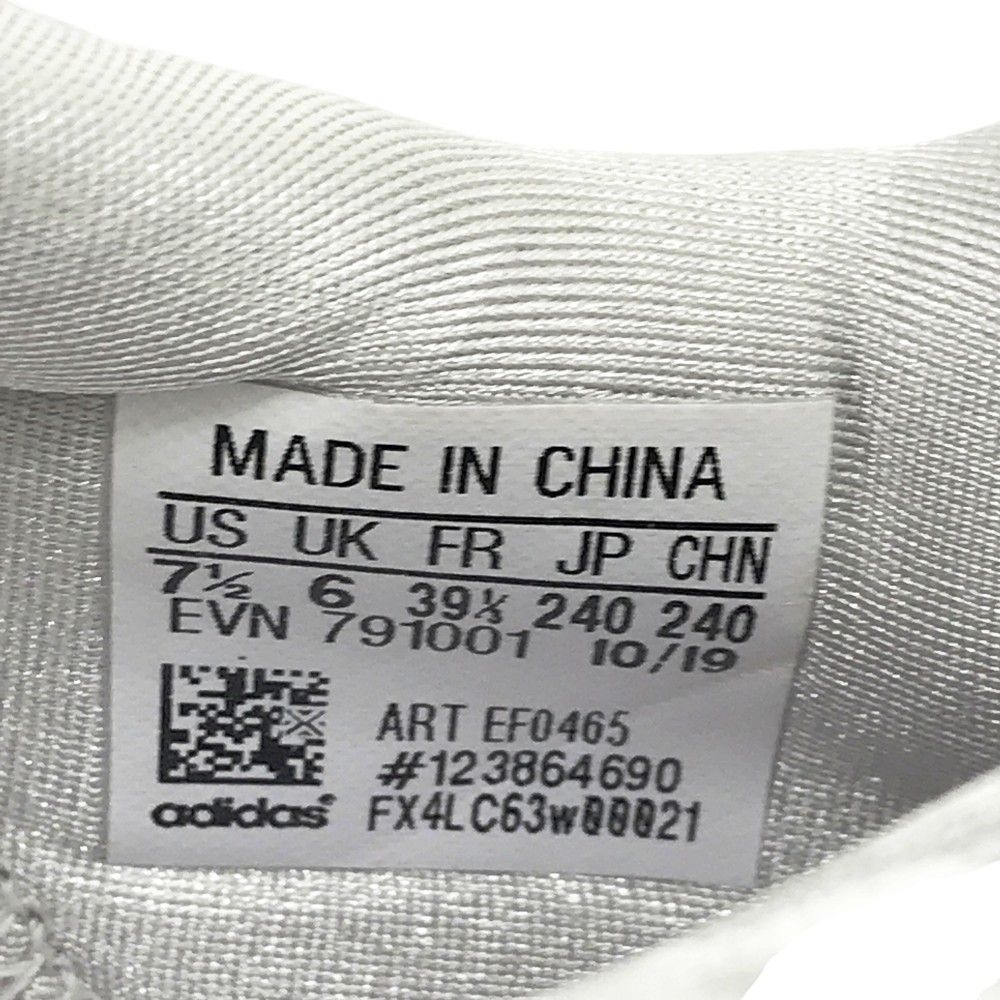 MADE IN CHINA
US UK FR JP CHN
7½ 6 39⅓ 240 240
EVN 791001 10/19
ART EF0465
#123864690
adidas FX4LC63w00021